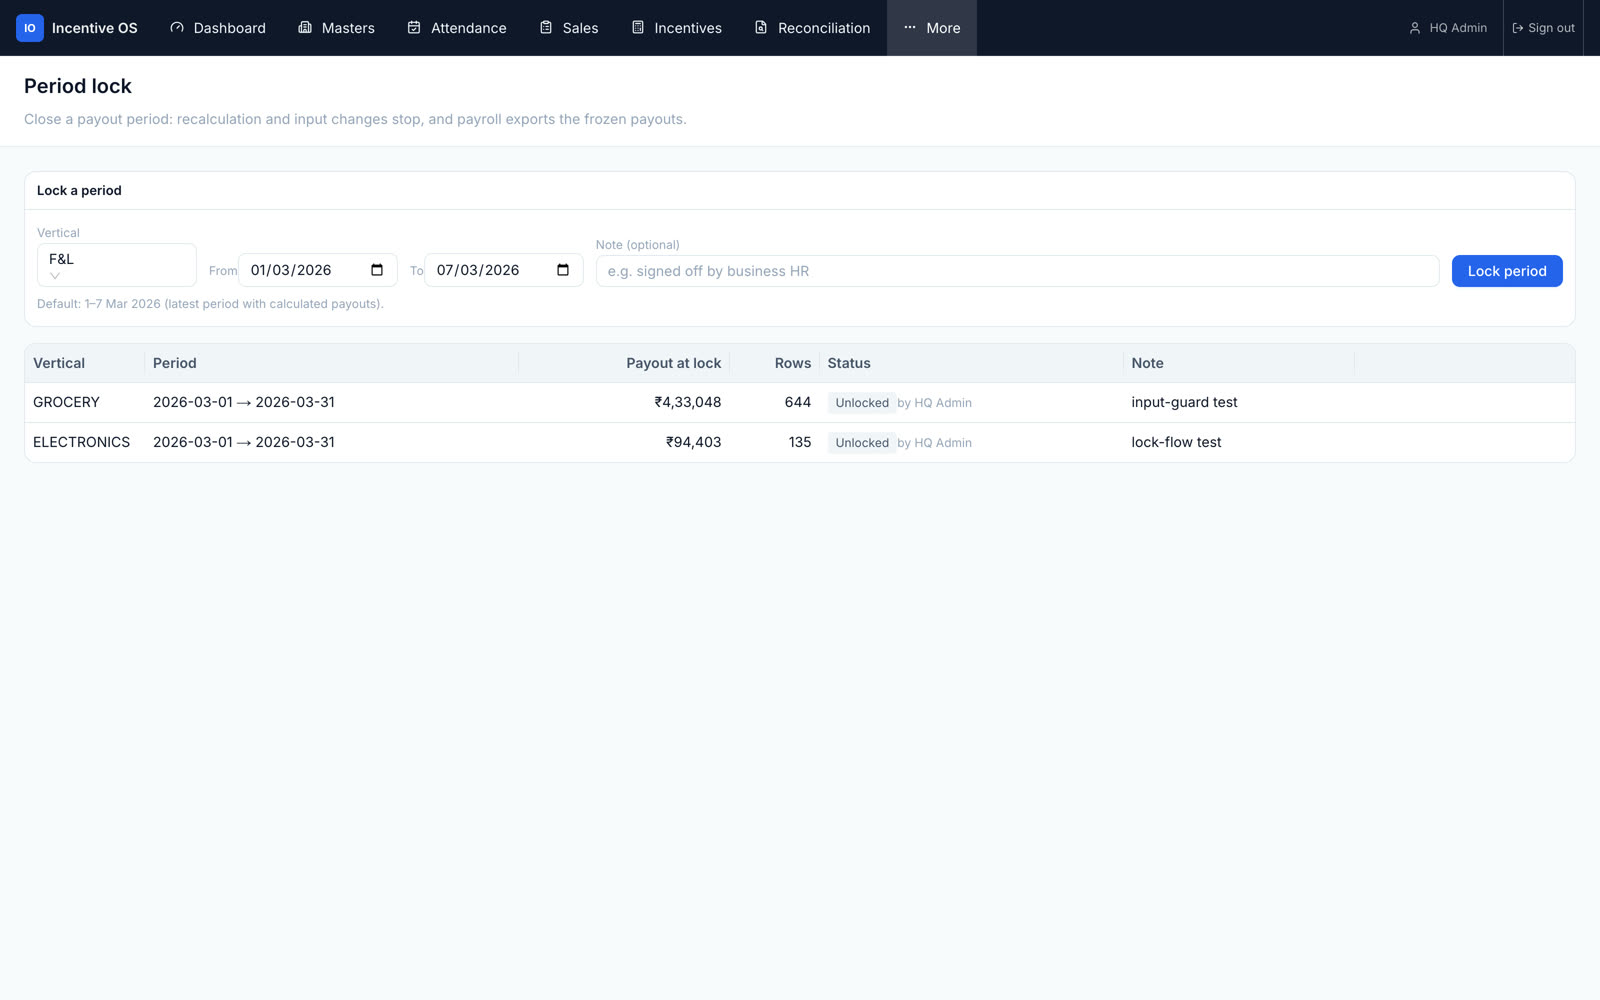 IO Incentive OS Dashboard Masters Attendance Sales Incentives Reconciliation ··· More HQ Admin Sign out
Period lock
Close a payout period: recalculation and input changes stop, and payroll exports the frozen payouts.
Lock a period
Vertical
F&L
From 01/03/2026
To 07/03/2026
Note (optional)
e.g. signed off by business HR
Lock period
Default: 1–7 Mar 2026 (latest period with calculated payouts).
Vertical Period Payout at lock Rows Status Note
GROCERY 2026-03-01 → 2026-03-31 ₹4,33,048 644 Unlocked by HQ Admin input-guard test
ELECTRONICS 2026-03-01 → 2026-03-31 ₹94,403 135 Unlocked by HQ Admin lock-flow test